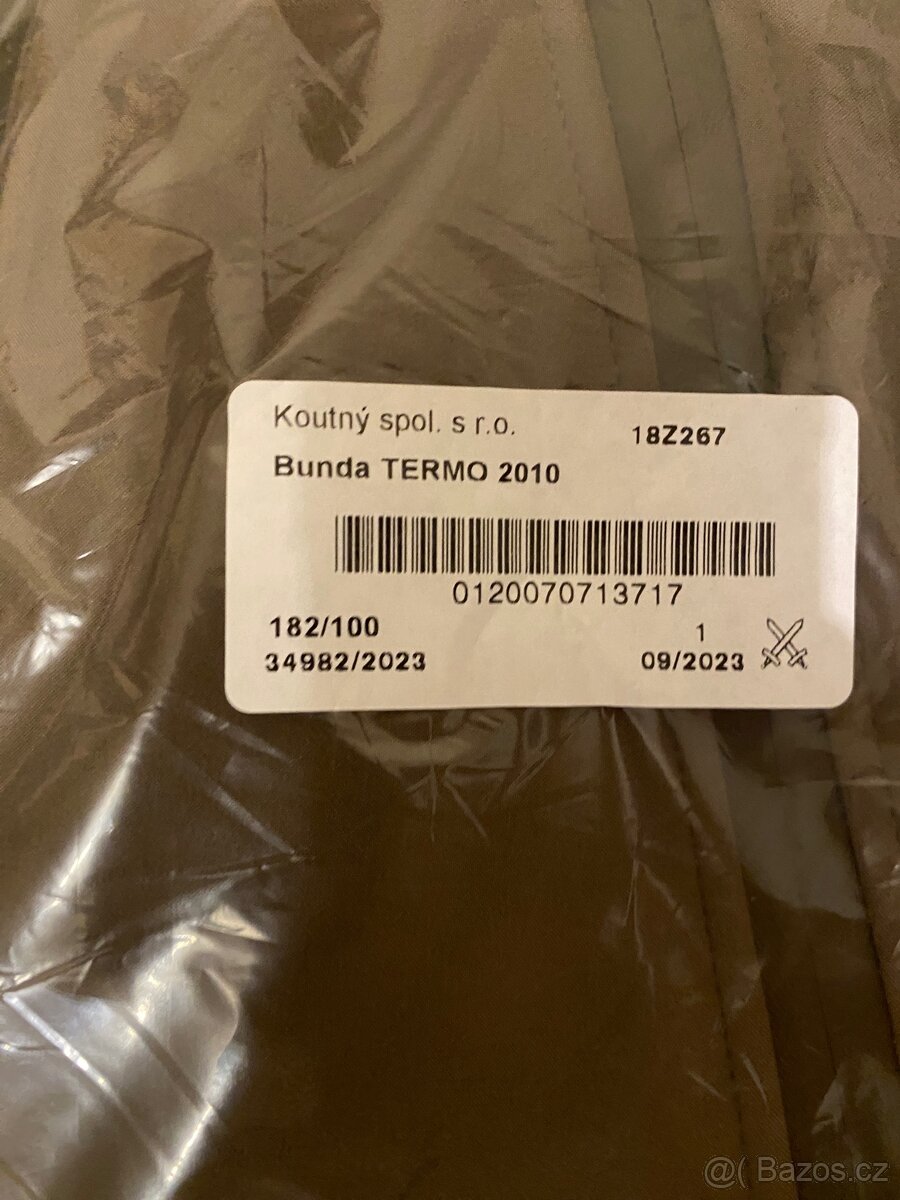 Koutný spol. s r.o.
18Z267
Bunda TERMO 2010
0120070713717
182/100
1
34982/2023
09/2023
@( Bazos.cz